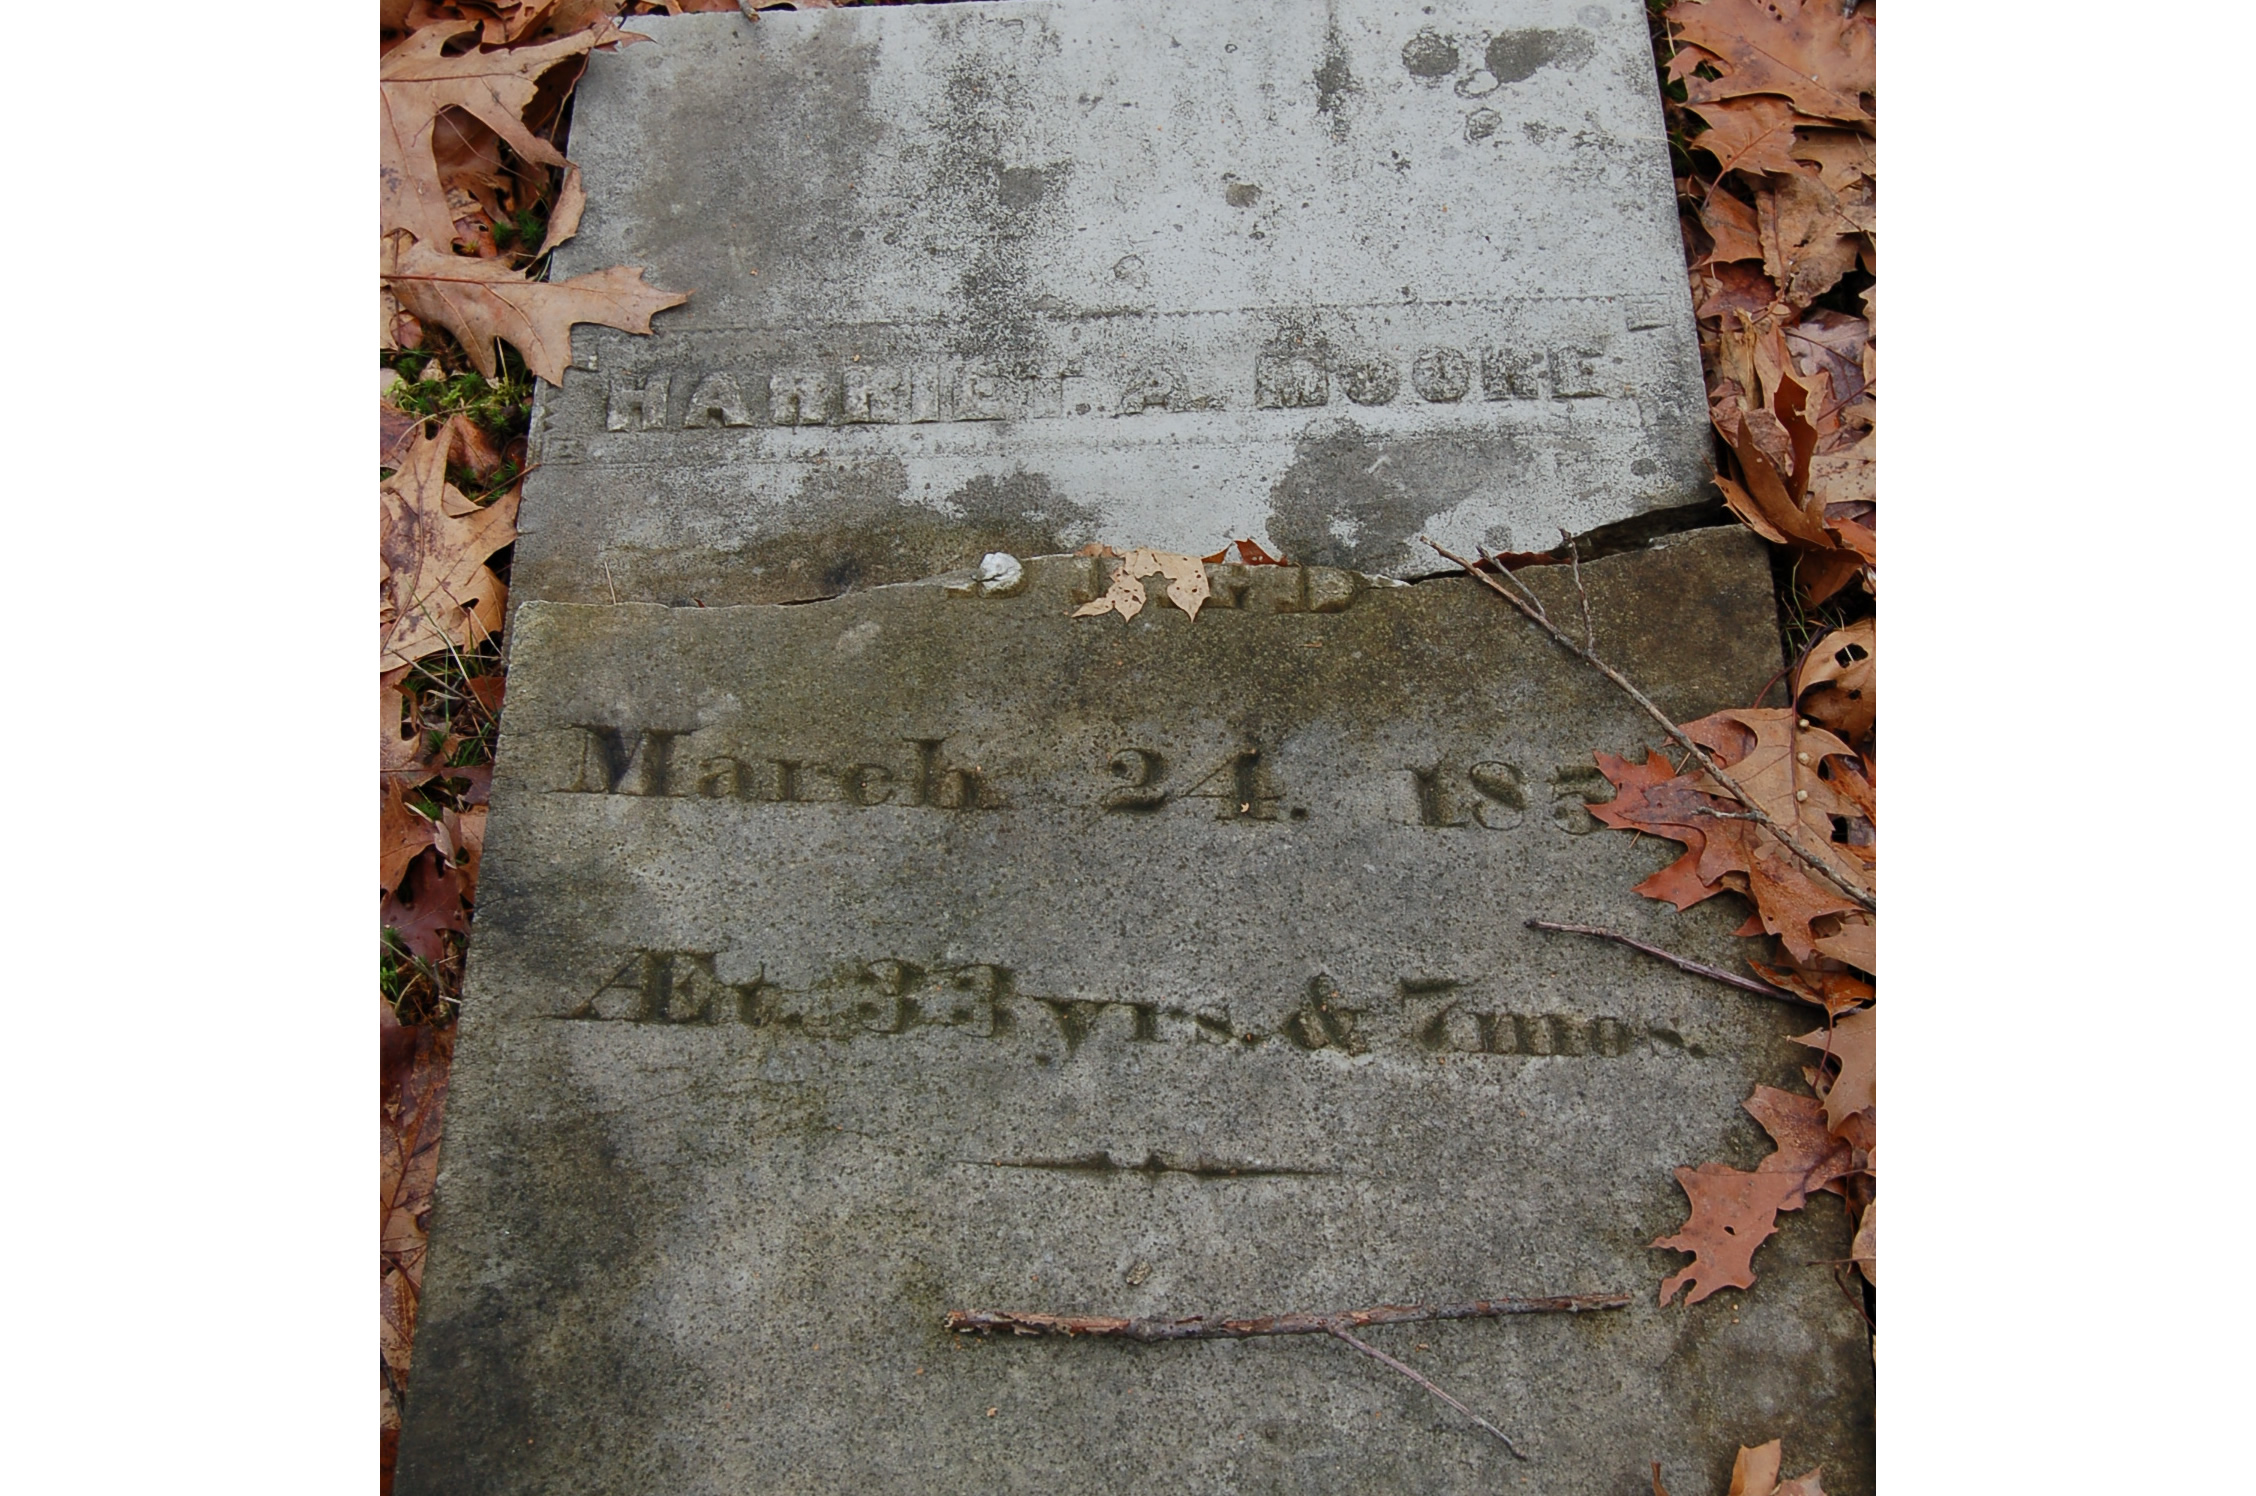 HARRIET A. MOORE.
DIED
March 24. 185
Æt. 33 yrs. & 7 mos.